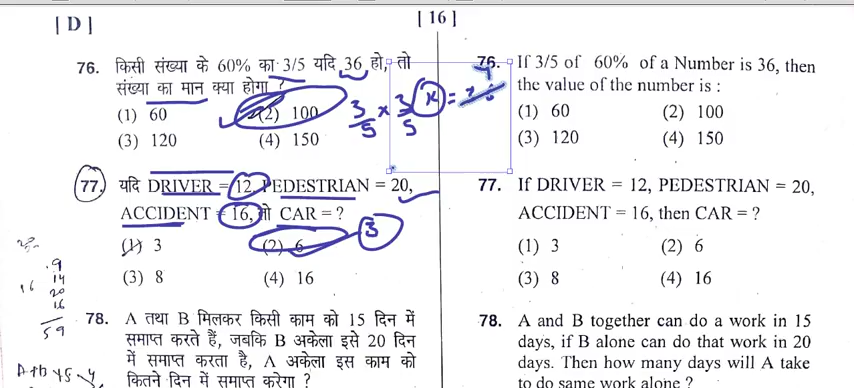 [ D ]
[ 16 ]
76. किसी संख्या के 60% का 3/5 यदि 36 हो, तो
संख्या का मान क्या होगा ?
(1) 60 (2) 100
(3) 120 (4) 150
3/5 × 3/5 x =
77. यदि DRIVER = 12, PEDESTRIAN = 20,
ACCIDENT = 16, तो CAR = ?
(1) 3 (2) 6 3
(3) 8 (4) 16
9
14
20
16
59
16
78. A तथा B मिलकर किसी काम को 15 दिन में
समाप्त करते हैं, जबकि B अकेला इसे 20 दिन
में समाप्त करता है, A अकेला इस काम को
कितने दिन में समाप्त करेगा ?
76. If 3/5 of 60% of a Number is 36, then
the value of the number is :
(1) 60 (2) 100
(3) 120 (4) 150
77. If DRIVER = 12, PEDESTRIAN = 20,
ACCIDENT = 16, then CAR = ?
(1) 3 (2) 6
(3) 8 (4) 16
78. A and B together can do a work in 15
days, if B alone can do that work in 20
days. Then how many days will A take
to do same work alone ?